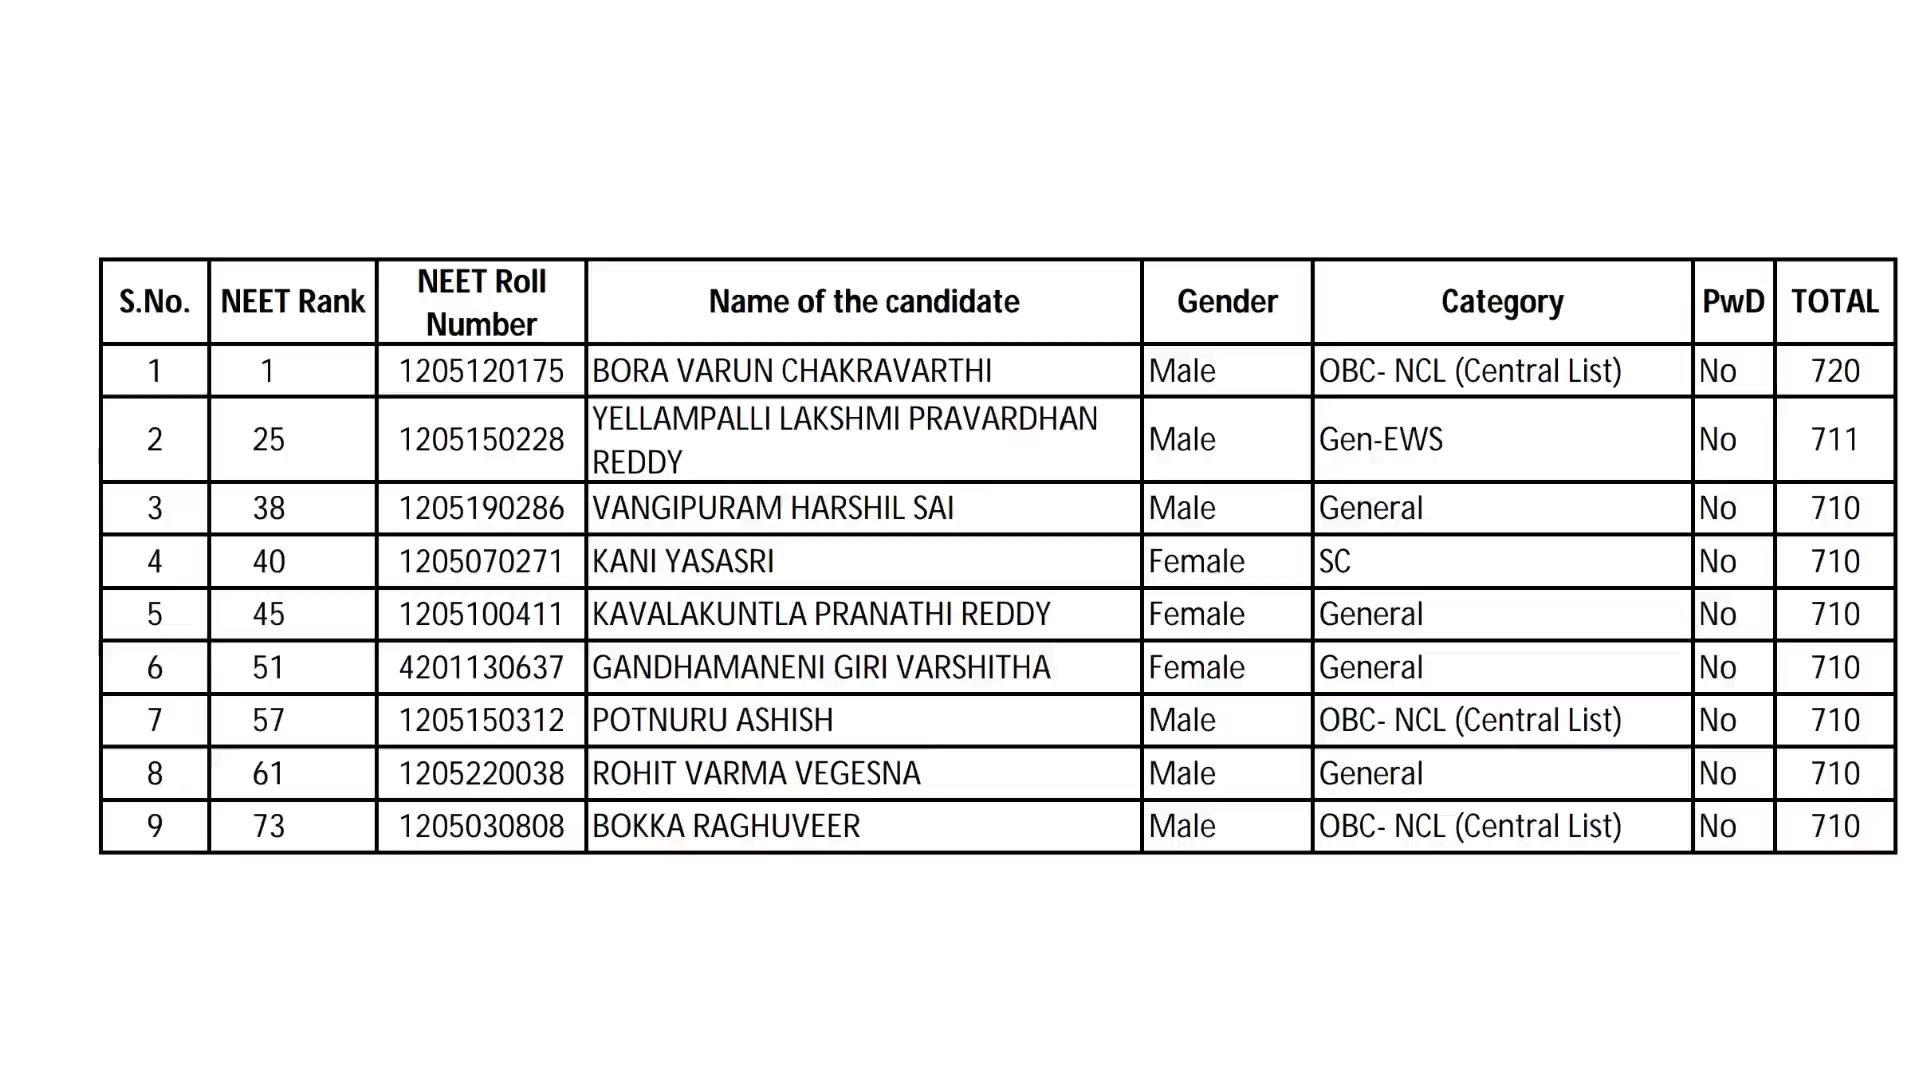 S.No. NEET Rank NEET Roll Number Name of the candidate Gender Category PwD TOTAL
1 1 1205120175 BORA VARUN CHAKRAVARTHI Male OBC- NCL (Central List) No 720
2 25 1205150228 YELLAMPALLI LAKSHMI PRAVARDHAN REDDY Male Gen-EWS No 711
3 38 1205190286 VANGIPURAM HARSHIL SAI Male General No 710
4 40 1205070271 KANI YASASRI Female SC No 710
5 45 1205100411 KAVALAKUNTLA PRANATHI REDDY Female General No 710
6 51 4201130637 GANDHAMANENI GIRI VARSHITHA Female General No 710
7 57 1205150312 POTNURU ASHISH Male OBC- NCL (Central List) No 710
8 61 1205220038 ROHIT VARMA VEGESNA Male General No 710
9 73 1205030808 BOKKA RAGHUVEER Male OBC- NCL (Central List) No 710